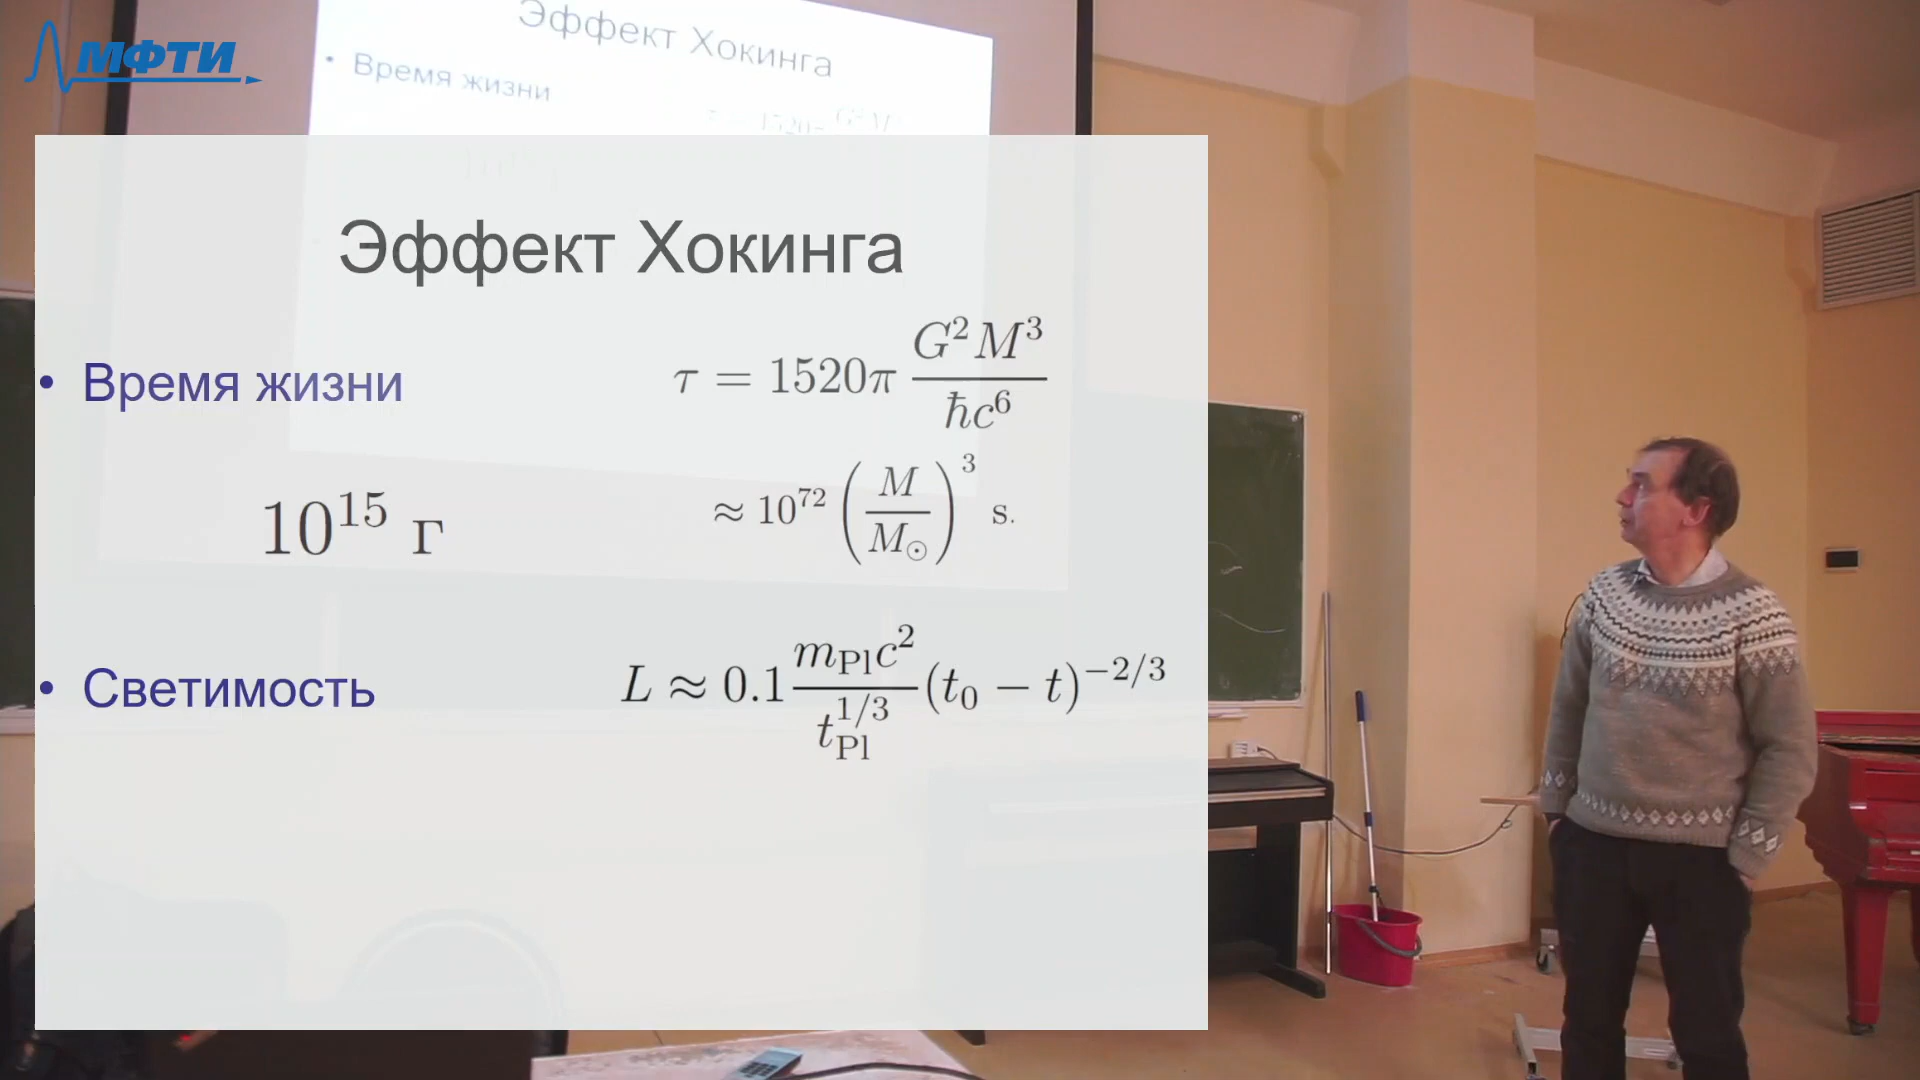 МФТИ
Эффект Хокинга
• Время жизни
Эффект Хокинга
• Время жизни
τ = 1520π G²M³ / ħc⁶
10¹⁵ г
≈ 10⁷² (M / M☉)³ s.
• Светимость
L ≈ 0.1 m_Pl c² / t_Pl^{1/3} (t₀ − t)^{−2/3}